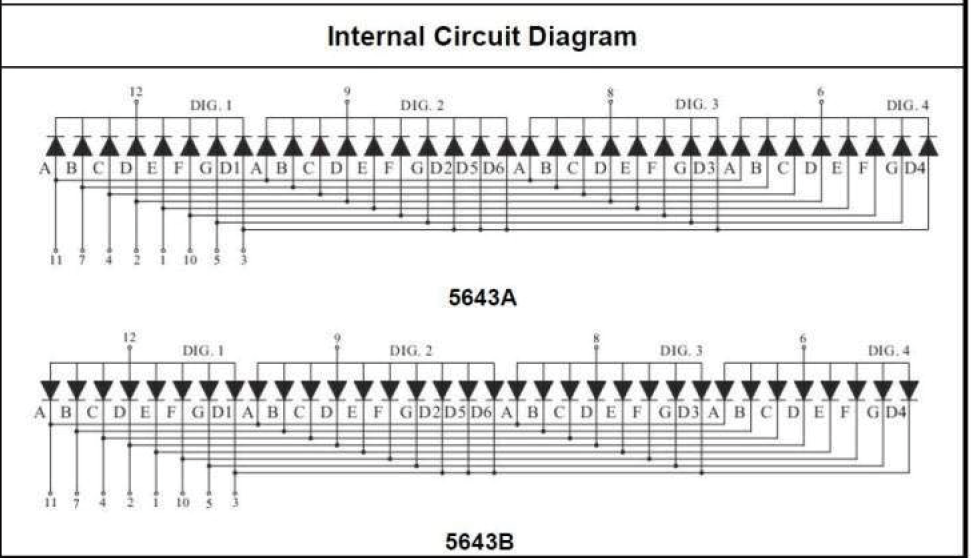 Internal Circuit Diagram
12 DIG. 1 9 DIG. 2 8 DIG. 3 6 DIG. 4
A B C D E F G D1 A B C D E F G D2 D5 D6 A B C D E F G D3 A B C D E F G D4
11 7 4 2 1 10 5 3
5643A
12 DIG. 1 9 DIG. 2 8 DIG. 3 6 DIG. 4
A B C D E F G D1 A B C D E F G D2 D5 D6 A B C D E F G D3 A B C D E F G D4
11 7 4 2 1 10 5 3
5643B